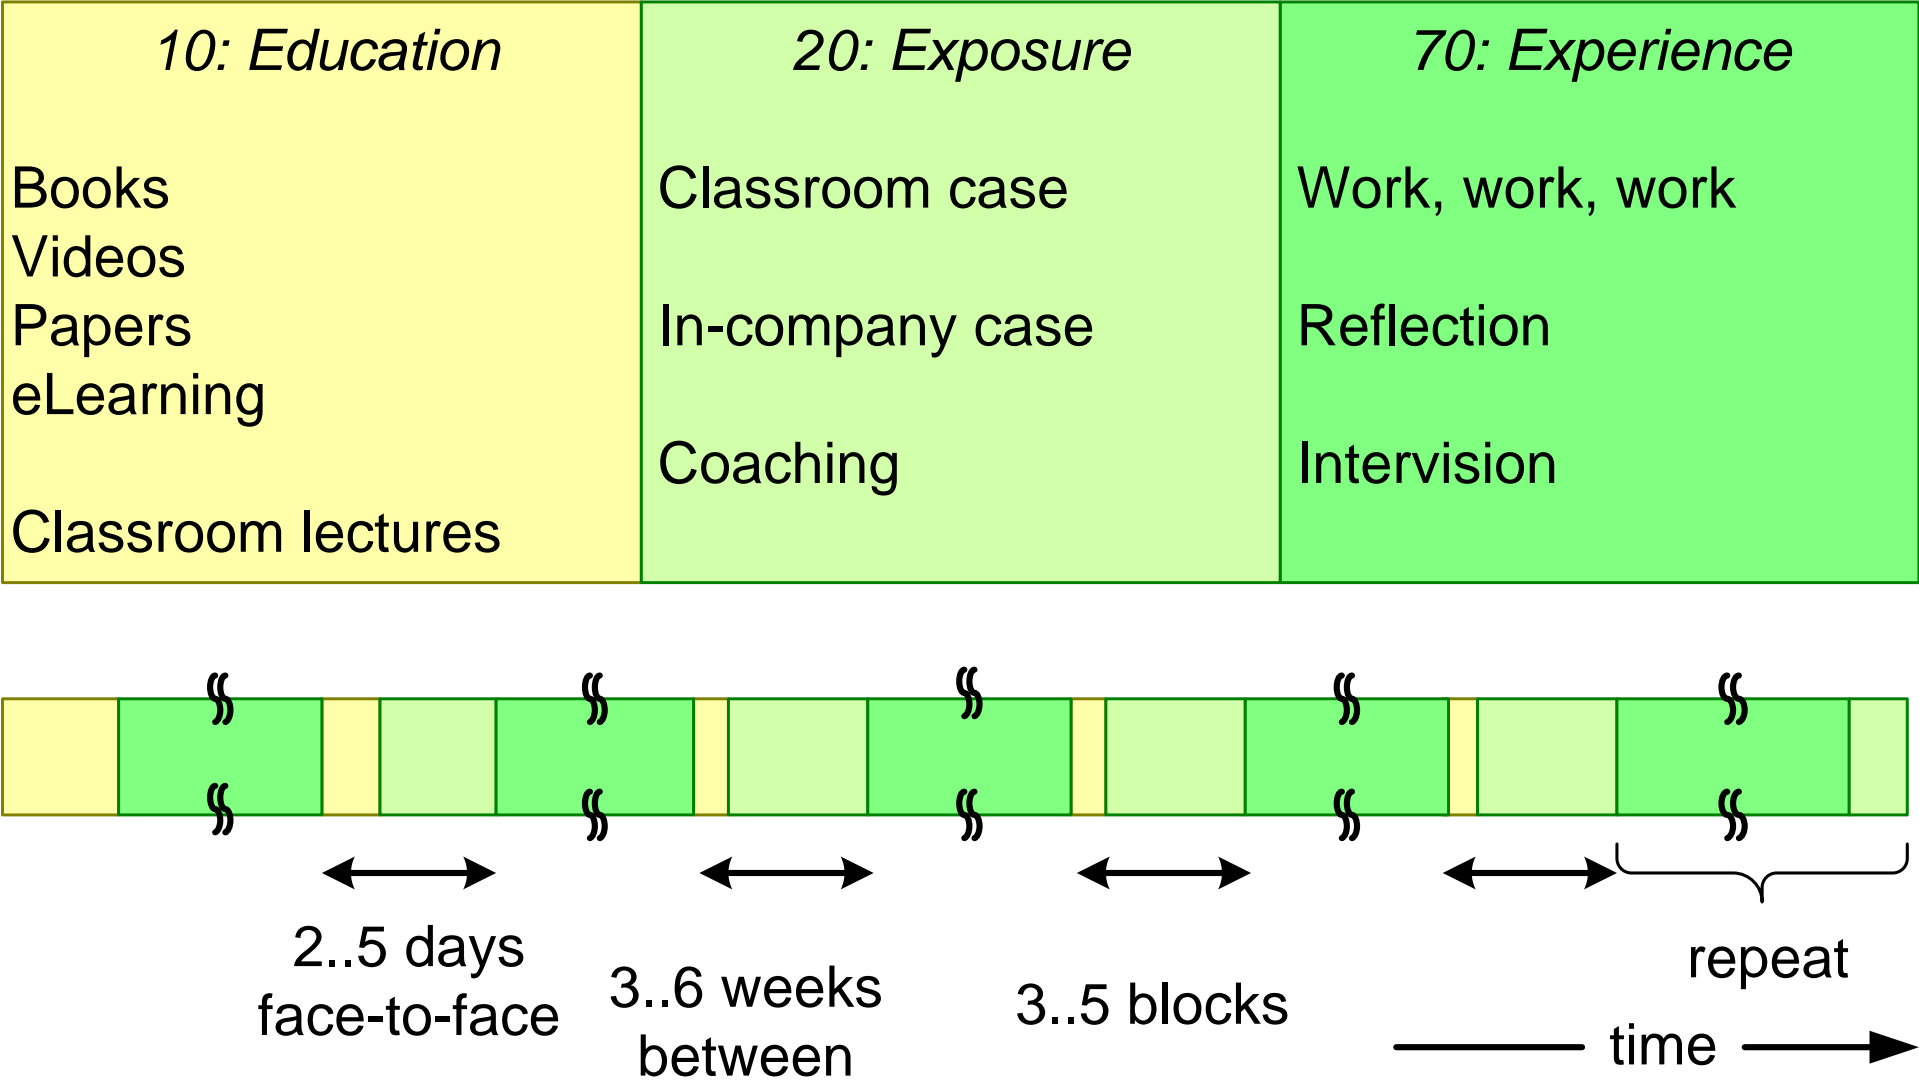 10: Education
Books
Videos
Papers
eLearning
Classroom lectures
20: Exposure
Classroom case
In-company case
Coaching
70: Experience
Work, work, work
Reflection
Intervision
2..5 days
face-to-face
3..6 weeks
between
3..5 blocks
repeat
time